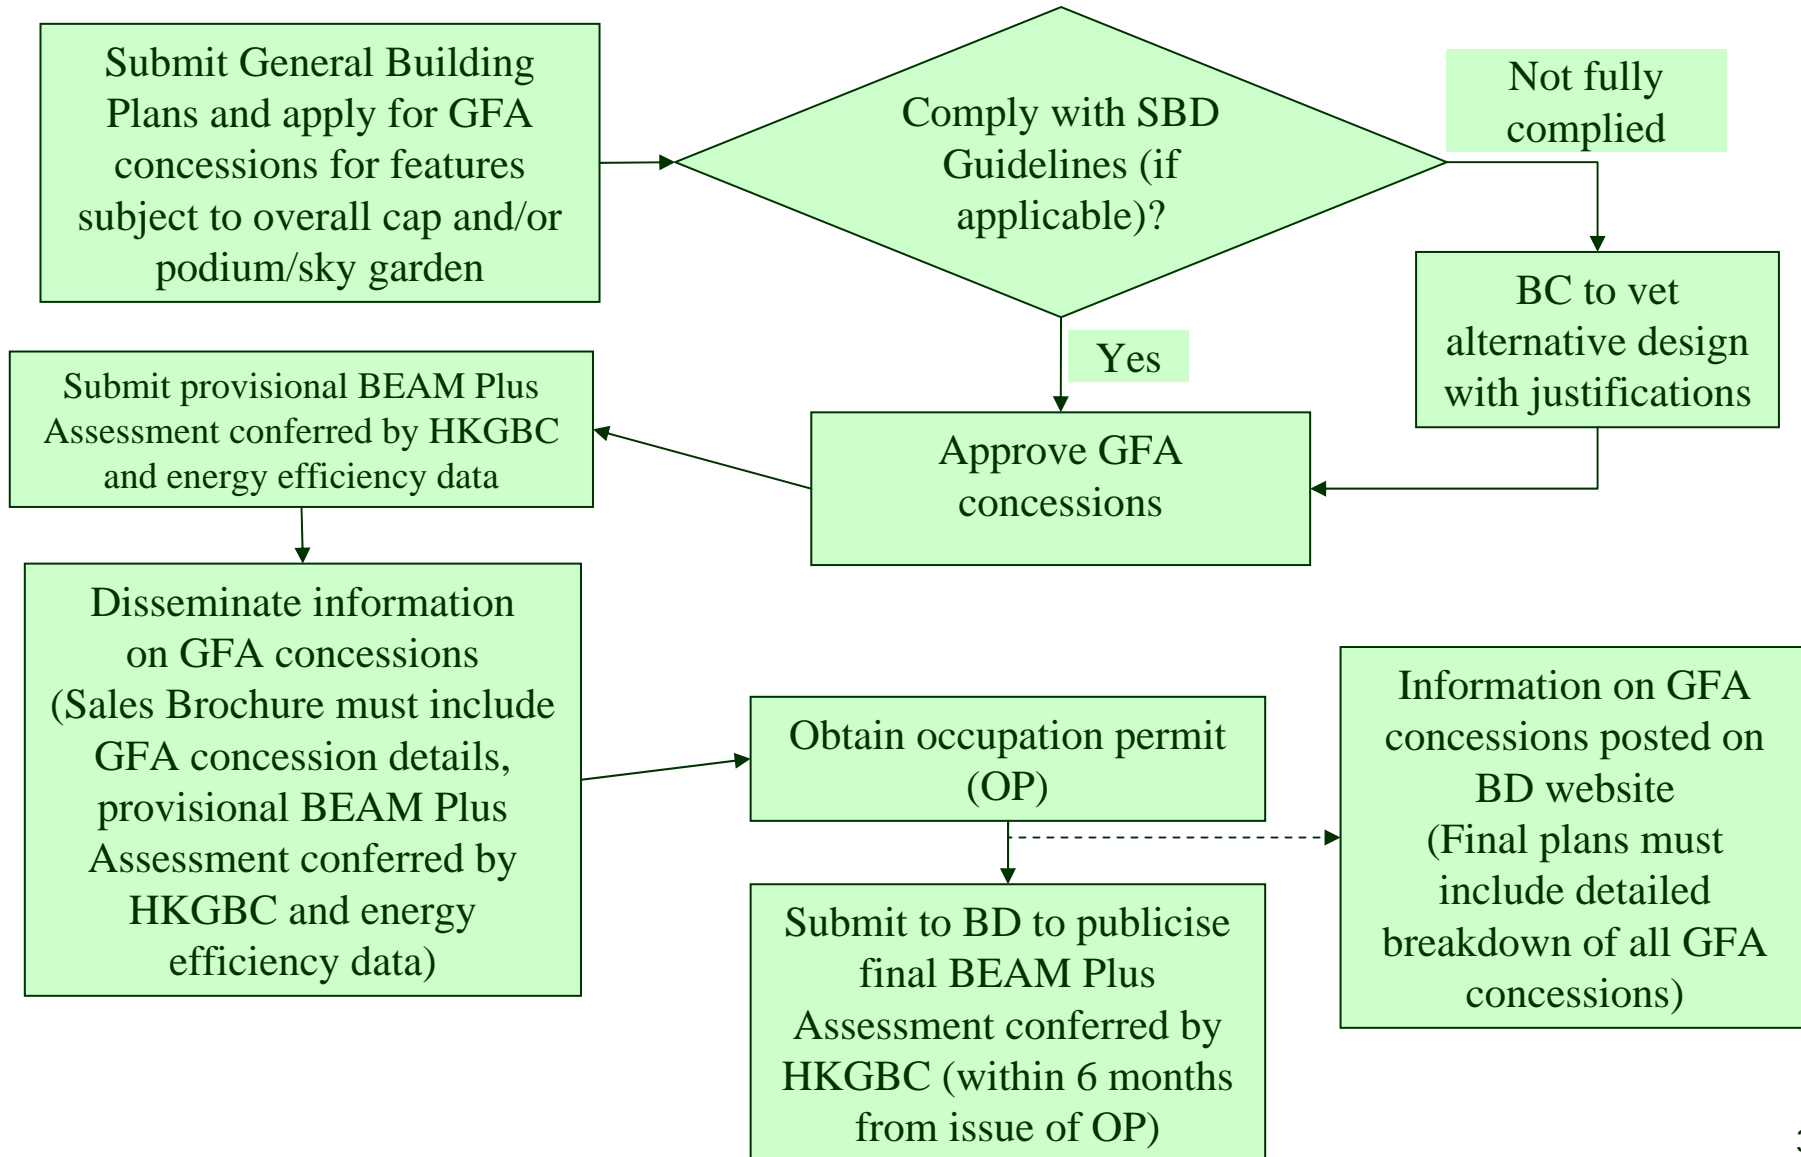 Submit General Building
Plans and apply for GFA
concessions for features
subject to overall cap and/or
podium/sky garden
Comply with SBD
Guidelines (if
applicable)?
Not fully
complied
BC to vet
alternative design
with justifications
Yes
Approve GFA
concessions
Submit provisional BEAM Plus
Assessment conferred by HKGBC
and energy efficiency data
Disseminate information
on GFA concessions
(Sales Brochure must include
GFA concession details,
provisional BEAM Plus
Assessment conferred by
HKGBC and energy
efficiency data)
Obtain occupation permit
(OP)
Submit to BD to publicise
final BEAM Plus
Assessment conferred by
HKGBC (within 6 months
from issue of OP)
Information on GFA
concessions posted on
BD website
(Final plans must
include detailed
breakdown of all GFA
concessions)